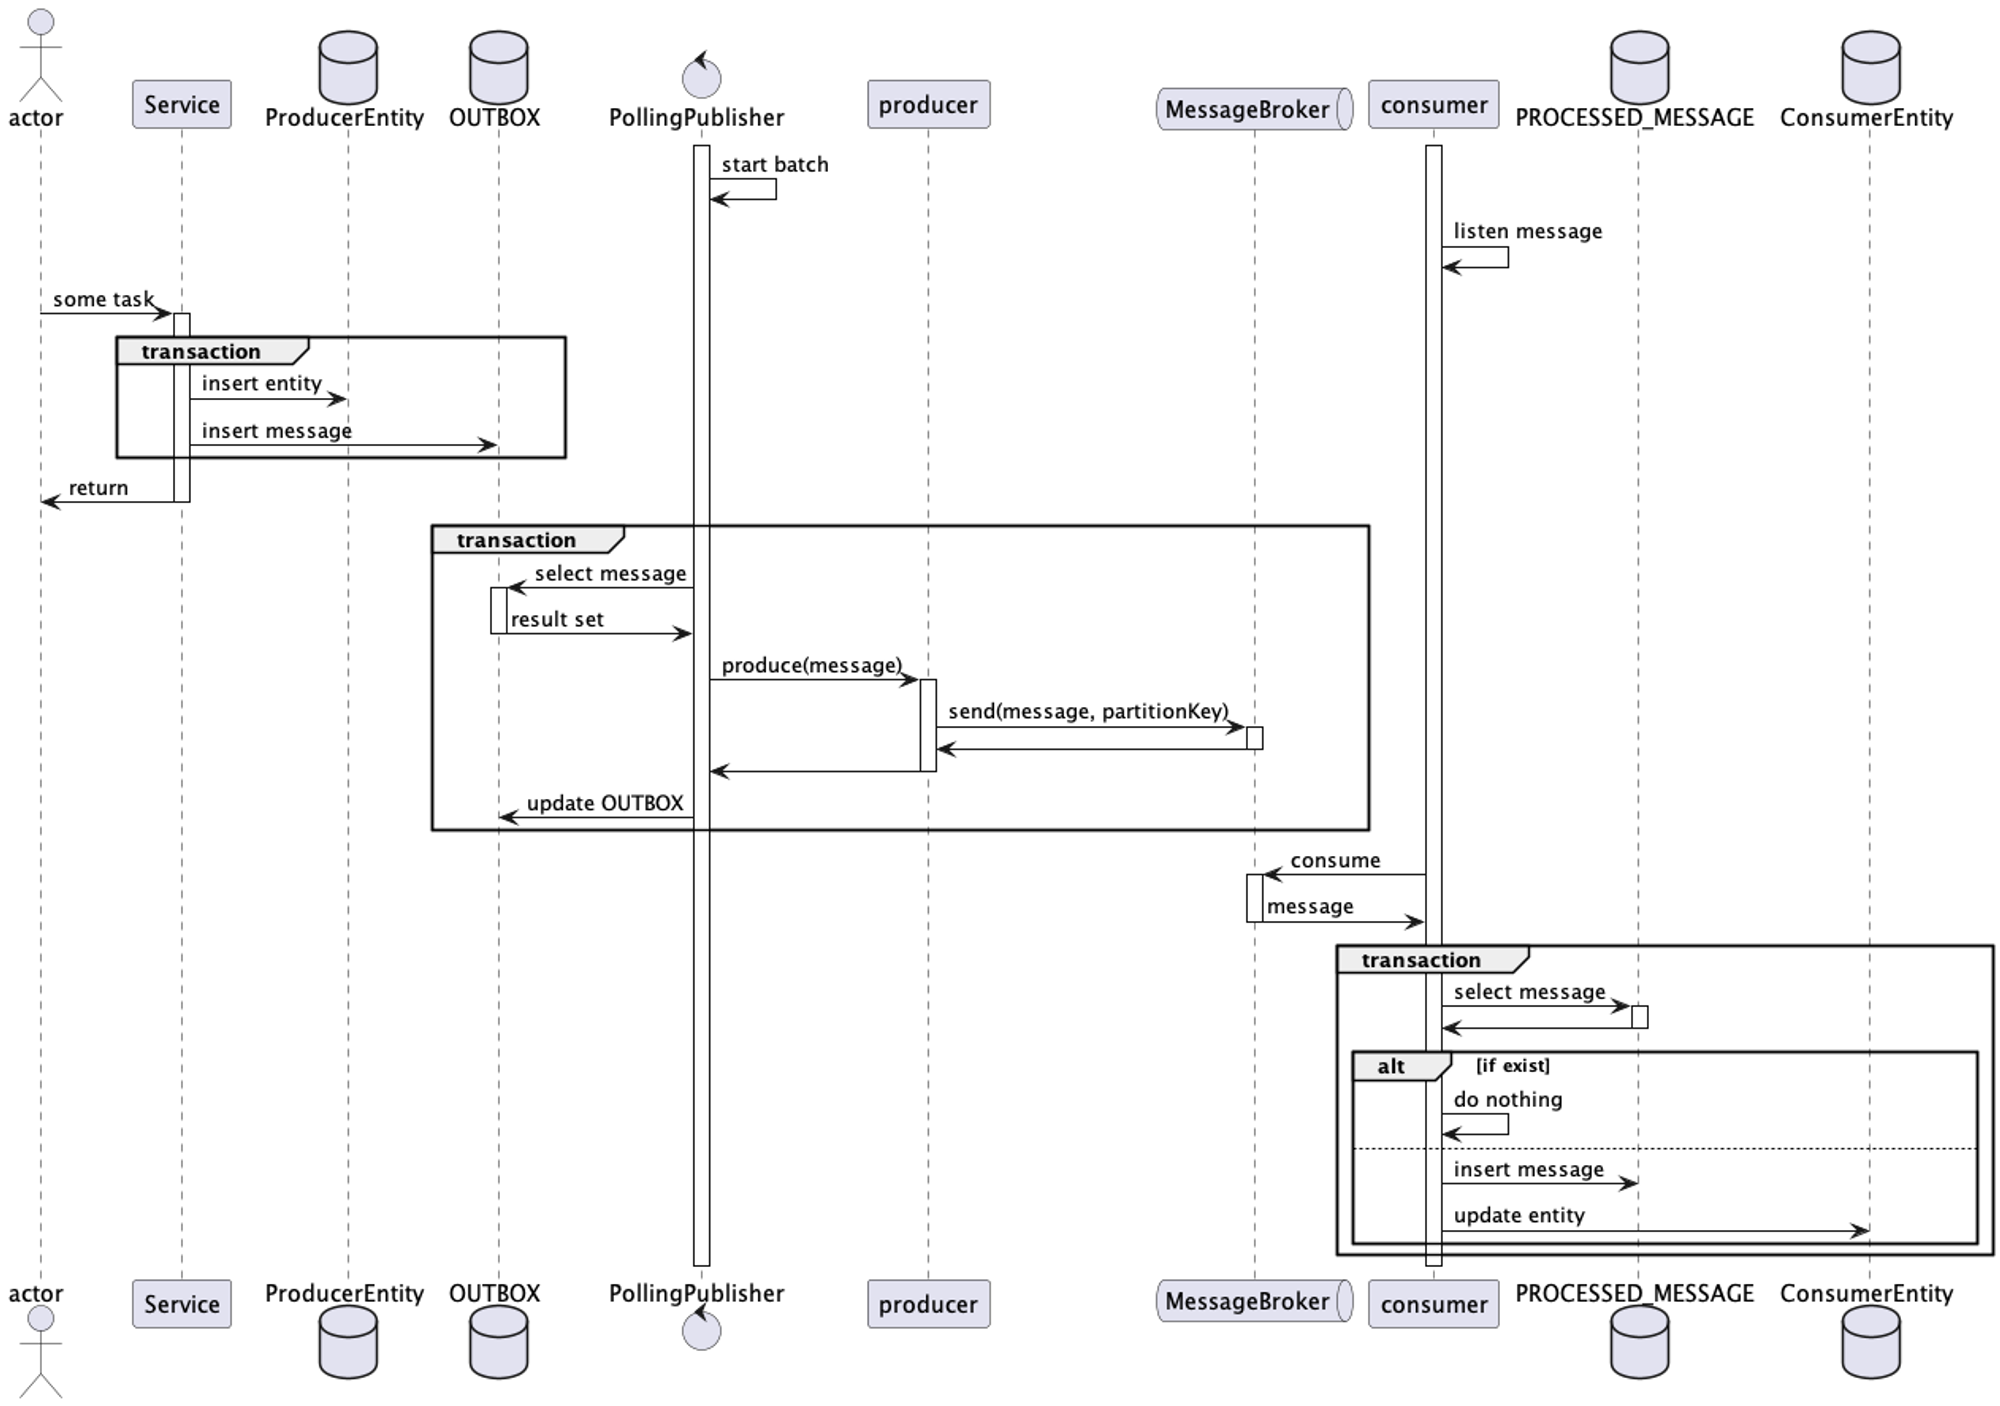 actor
Service
ProducerEntity
OUTBOX
PollingPublisher
producer
MessageBroker
consumer
PROCESSED_MESSAGE
ConsumerEntity
start batch
listen message
some task
transaction
insert entity
insert message
return
transaction
select message
result set
produce(message)
send(message, partitionKey)
update OUTBOX
consume
message
transaction
select message
alt [if exist]
do nothing
insert message
update entity
actor
Service
ProducerEntity
OUTBOX
PollingPublisher
producer
MessageBroker
consumer
PROCESSED_MESSAGE
ConsumerEntity